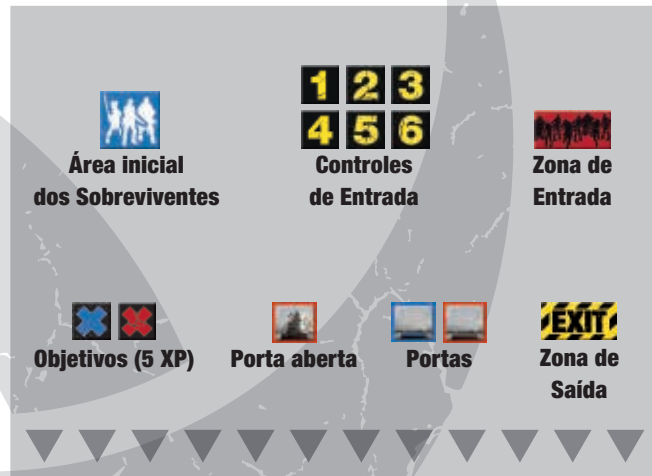 1 2 3
4 5 6
Área inicial
dos Sobreviventes
Controles
de Entrada
Zona de
Entrada
EXIT
Objetivos (5 XP)
Porta aberta
Portas
Zona de
Saída